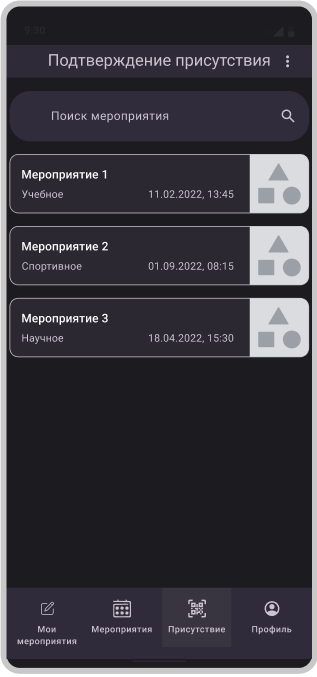 9:30
Подтверждение присутствия
Поиск мероприятия
Мероприятие 1
Учебное 11.02.2022, 13:45
Мероприятие 2
Спортивное 01.09.2022, 08:15
Мероприятие 3
Научное 18.04.2022, 15:30
Мои мероприятия
Мероприятия
Присутствие
Профиль